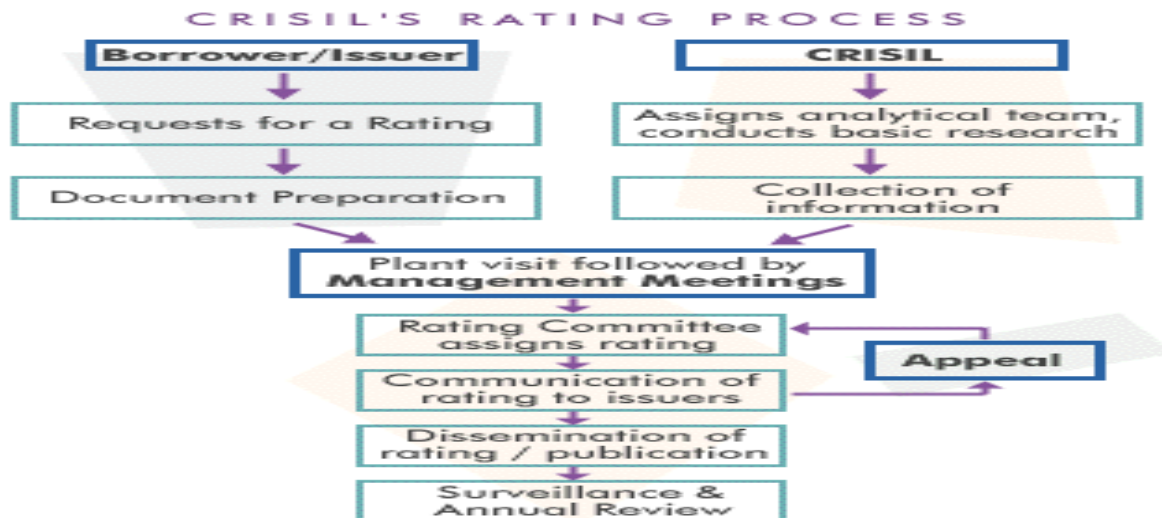 CRISIL'S RATING PROCESS
Borrower/Issuer
CRISIL
Requests for a Rating
Assigns analytical team,
conducts basic research
Document Preparation
Collection of
information
Plant visit followed by
Management Meetings
Rating Committee
assigns rating
Appeal
Communication of
rating to issuers
Dissemination of
rating / publication
Surveillance &
Annual Review